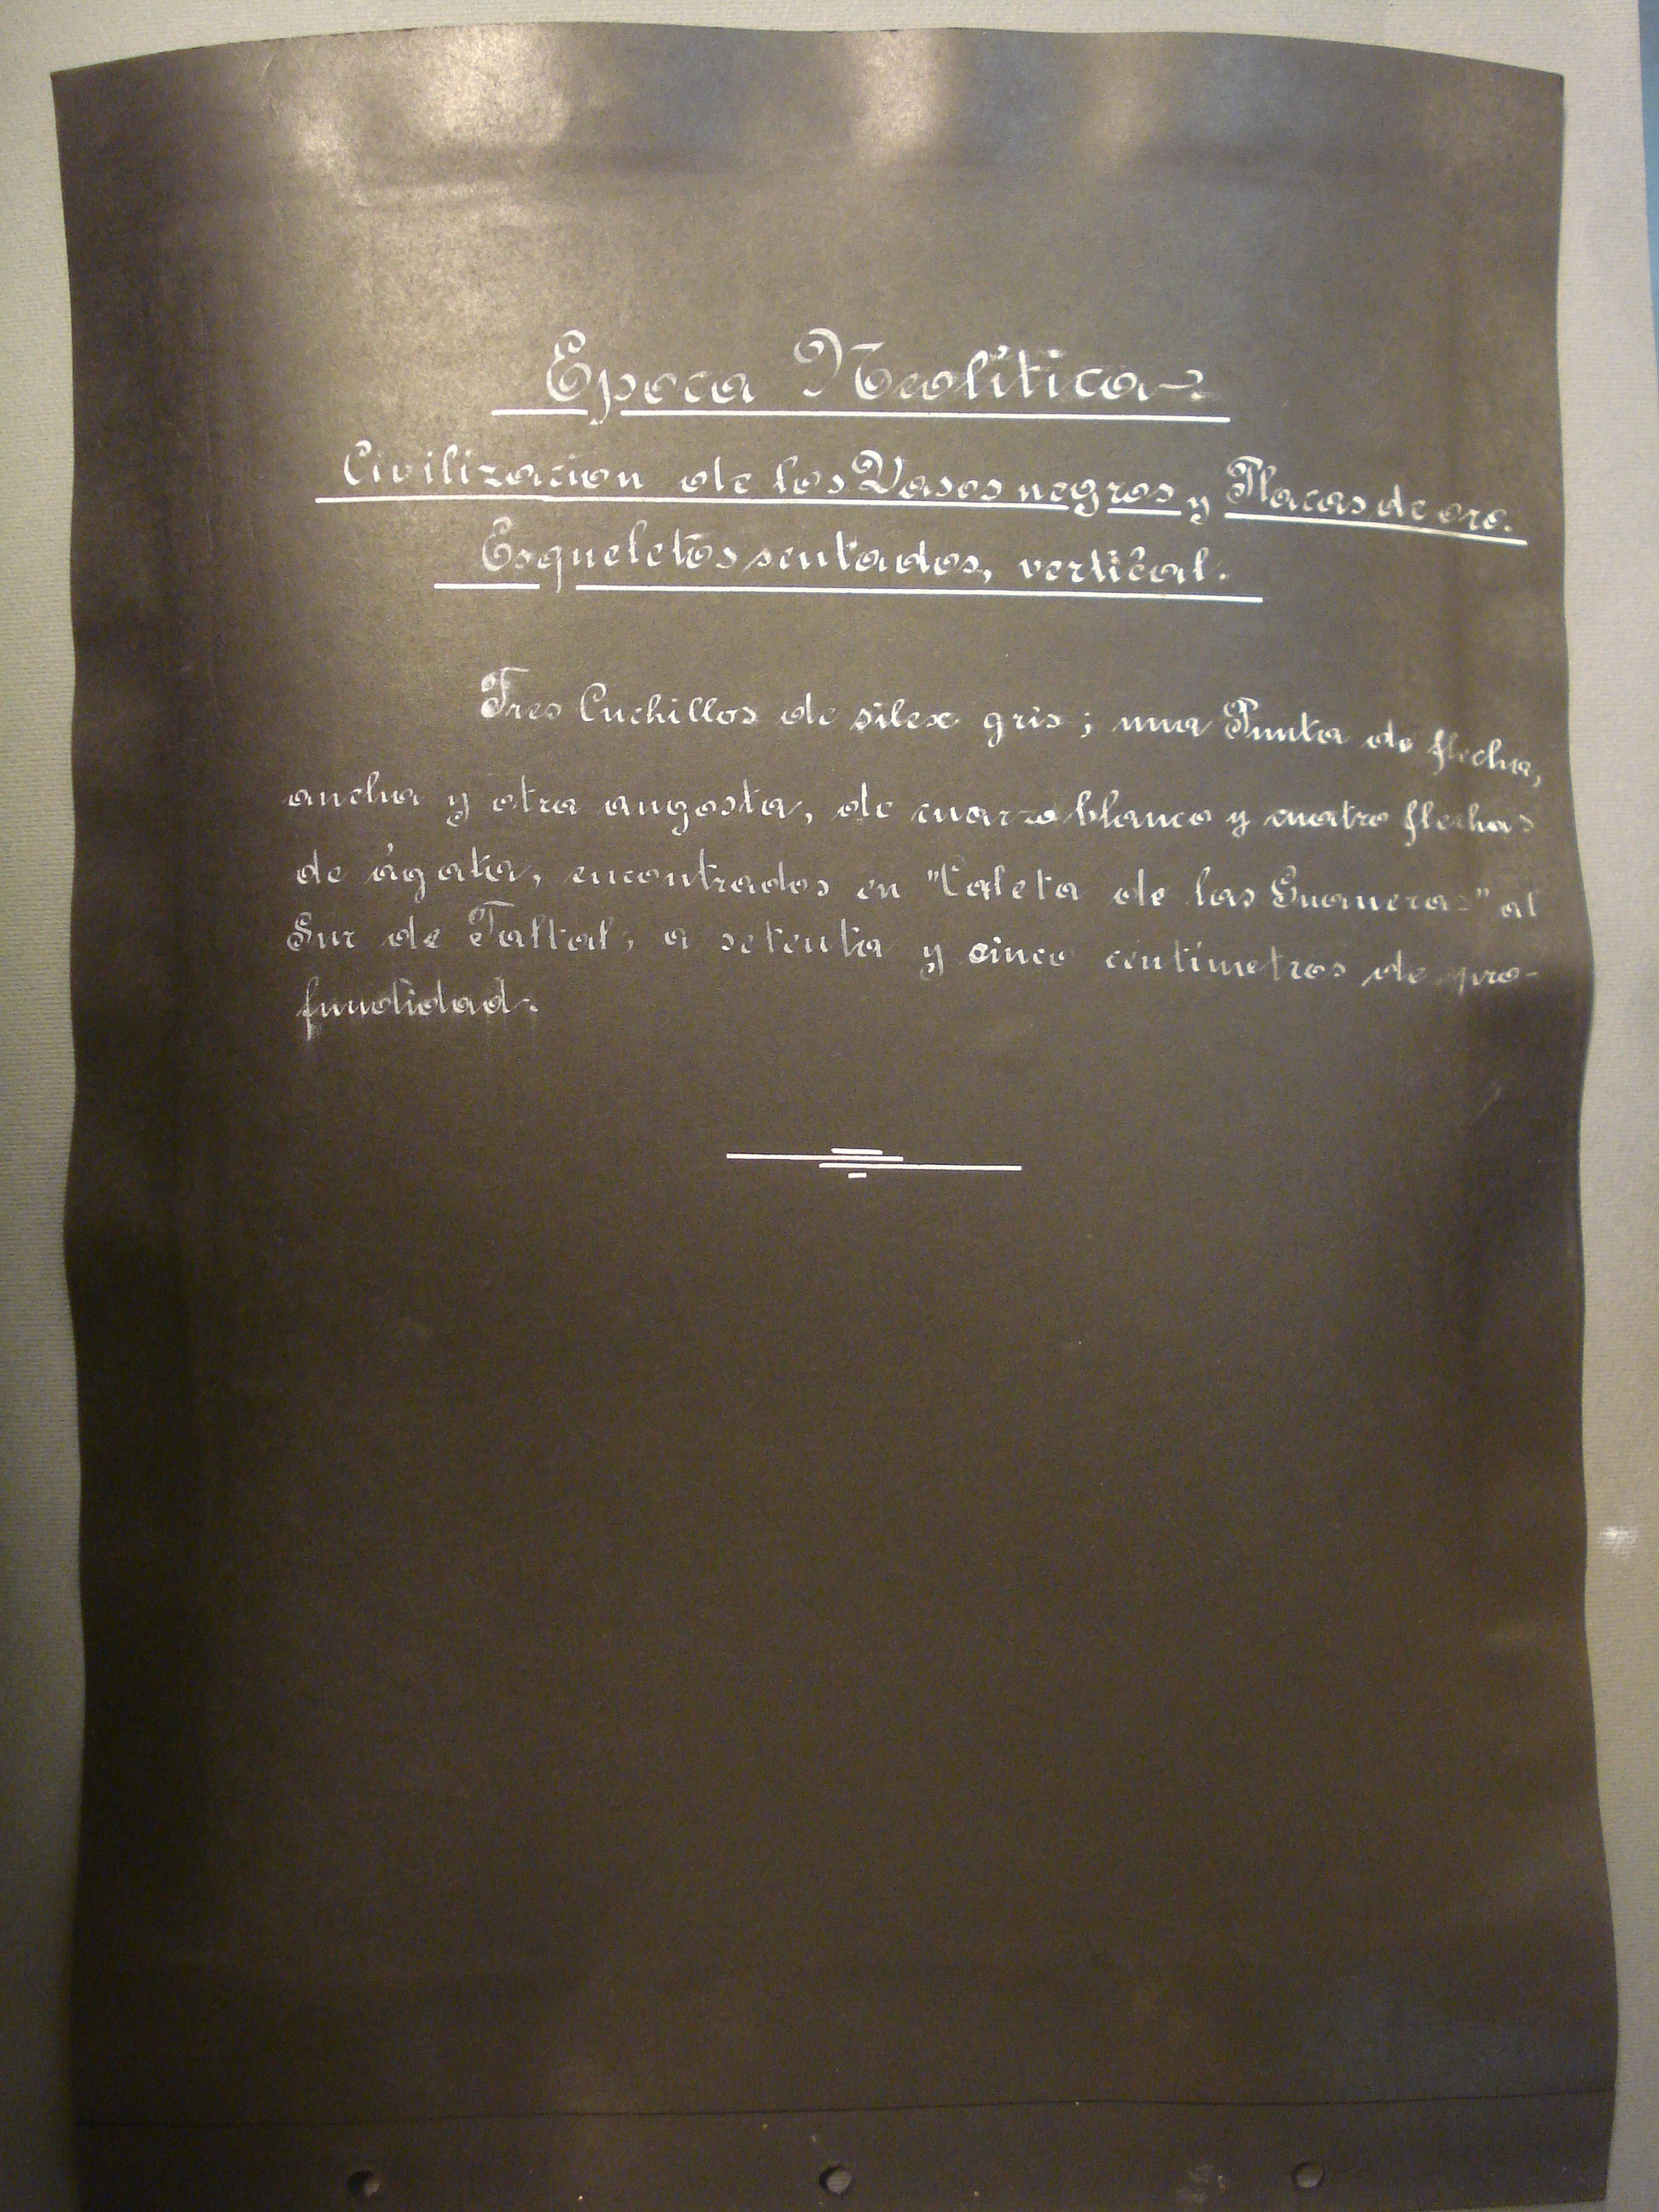 Epoca Neolítica.
Civilizacion de los Vasos negros y Placas de oro.
Esqueletos sentados, vertical.
Tres Cuchillos de silex gris; una Punta de flecha,
ancha y otra angosta, de cuarzo blanco y cuatro flechas
de ágata, encontrados en "Caleta de las Guaneras" al
Sur de Taltal; a setenta y cinco centímetros de pro-
fundidad.